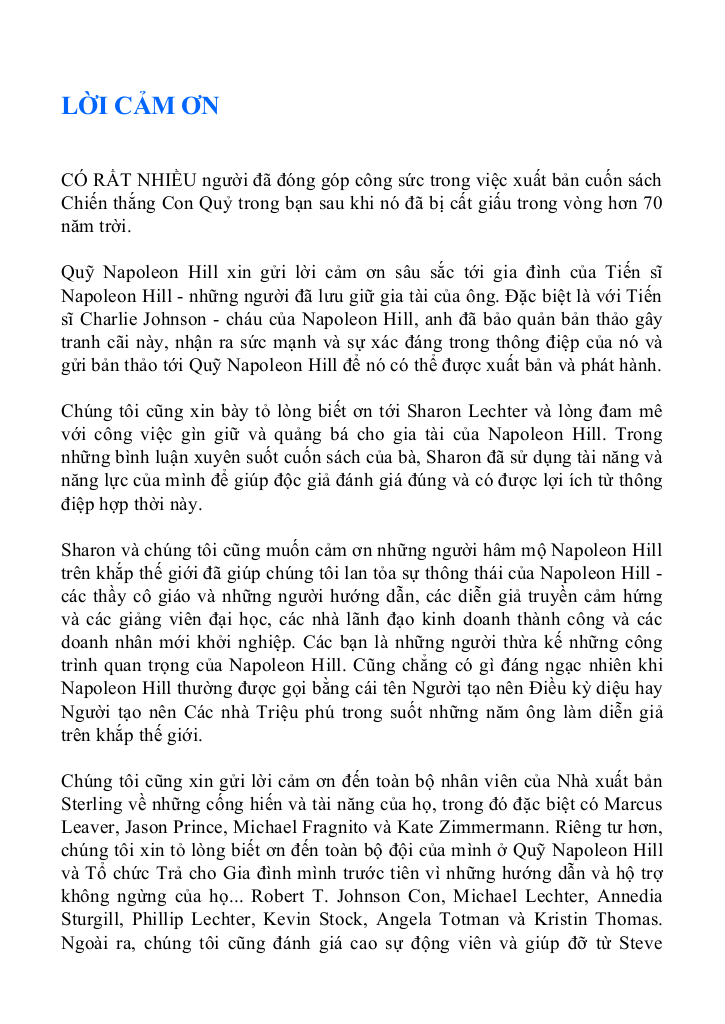 LỜI CẢM ƠN
CÓ RẤT NHIỀU người đã đóng góp công sức trong việc xuất bản cuốn sách
Chiến thắng Con Quỷ trong bạn sau khi nó đã bị cất giấu trong vòng hơn 70
năm trời.
Quỹ Napoleon Hill xin gửi lời cảm ơn sâu sắc tới gia đình của Tiến sĩ
Napoleon Hill - những người đã lưu giữ gia tài của ông. Đặc biệt là với Tiến
sĩ Charlie Johnson - cháu của Napoleon Hill, anh đã bảo quản bản thảo gây
tranh cãi này, nhận ra sức mạnh và sự xác đáng trong thông điệp của nó và
gửi bản thảo tới Quỹ Napoleon Hill để nó có thể được xuất bản và phát hành.
Chúng tôi cũng xin bày tỏ lòng biết ơn tới Sharon Lechter và lòng đam mê
với công việc gìn giữ và quảng bá cho gia tài của Napoleon Hill. Trong
những bình luận xuyên suốt cuốn sách của bà, Sharon đã sử dụng tài năng và
năng lực của mình để giúp độc giả đánh giá đúng và có được lợi ích từ thông
điệp hợp thời này.
Sharon và chúng tôi cũng muốn cảm ơn những người hâm mộ Napoleon Hill
trên khắp thế giới đã giúp chúng tôi lan tỏa sự thông thái của Napoleon Hill -
các thầy cô giáo và những người hướng dẫn, các diễn giả truyền cảm hứng
và các giảng viên đại học, các nhà lãnh đạo kinh doanh thành công và các
doanh nhân mới khởi nghiệp. Các bạn là những người thừa kế những công
trình quan trọng của Napoleon Hill. Cũng chẳng có gì đáng ngạc nhiên khi
Napoleon Hill thường được gọi bằng cái tên Người tạo nên Điều kỳ diệu hay
Người tạo nên Các nhà Triệu phú trong suốt những năm ông làm diễn giả
trên khắp thế giới.
Chúng tôi cũng xin gửi lời cảm ơn đến toàn bộ nhân viên của Nhà xuất bản
Sterling về những cống hiến và tài năng của họ, trong đó đặc biệt có Marcus
Leaver, Jason Prince, Michael Fragnito và Kate Zimmermann. Riêng tư hơn,
chúng tôi xin tỏ lòng biết ơn đến toàn bộ đội của mình ở Quỹ Napoleon Hill
và Tổ chức Trả cho Gia đình mình trước tiên vì những hướng dẫn và hộ trợ
không ngừng của họ... Robert T. Johnson Con, Michael Lechter, Annedia
Sturgill, Phillip Lechter, Kevin Stock, Angela Totman và Kristin Thomas.
Ngoài ra, chúng tôi cũng đánh giá cao sự động viên và giúp đỡ từ Steve